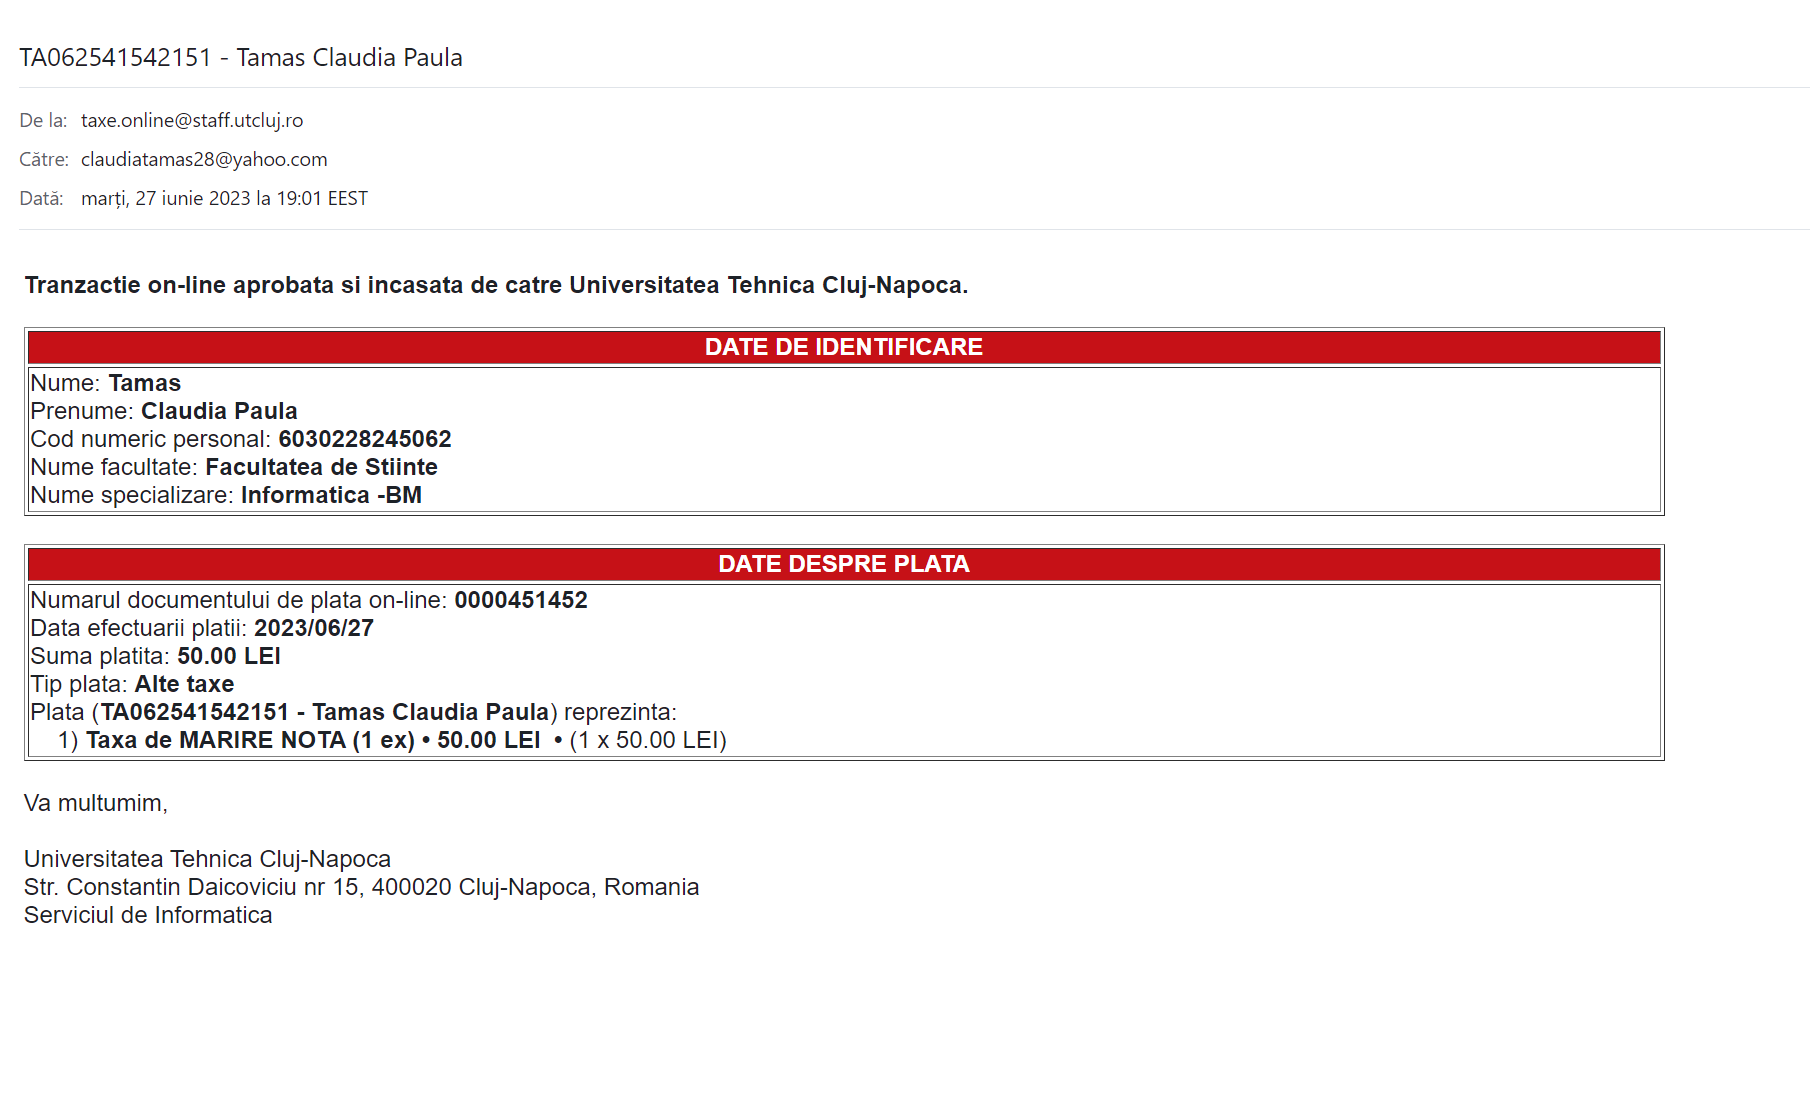 TA062541542151 - Tamas Claudia Paula
De la: taxe.online@staff.utcluj.ro
Către: claudiatamas28@yahoo.com
Dată: marți, 27 iunie 2023 la 19:01 EEST
Tranzactie on-line aprobata si incasata de catre Universitatea Tehnica Cluj-Napoca.
DATE DE IDENTIFICARE
Nume: Tamas
Prenume: Claudia Paula
Cod numeric personal: 6030228245062
Nume facultate: Facultatea de Stiinte
Nume specializare: Informatica -BM
DATE DESPRE PLATA
Numarul documentului de plata on-line: 0000451452
Data efectuarii platii: 2023/06/27
Suma platita: 50.00 LEI
Tip plata: Alte taxe
Plata (TA062541542151 - Tamas Claudia Paula) reprezinta:
1) Taxa de MARIRE NOTA (1 ex) • 50.00 LEI • (1 x 50.00 LEI)
Va multumim,
Universitatea Tehnica Cluj-Napoca
Str. Constantin Daicoviciu nr 15, 400020 Cluj-Napoca, Romania
Serviciul de Informatica